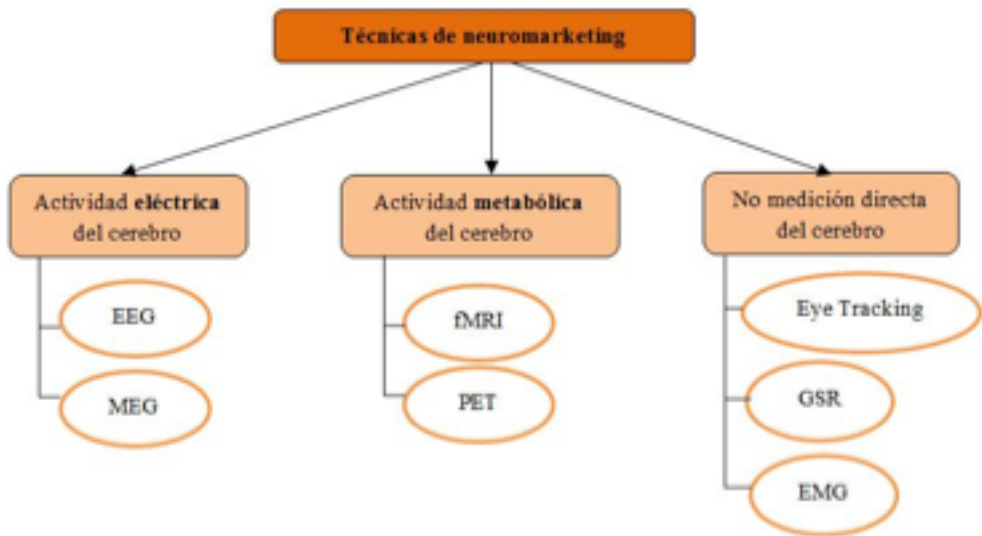 Técnicas de neuromarketing
Actividad eléctrica
del cerebro
EEG
MEG
Actividad metabólica
del cerebro
fMRI
PET
No medición directa
del cerebro
Eye Tracking
GSR
EMG